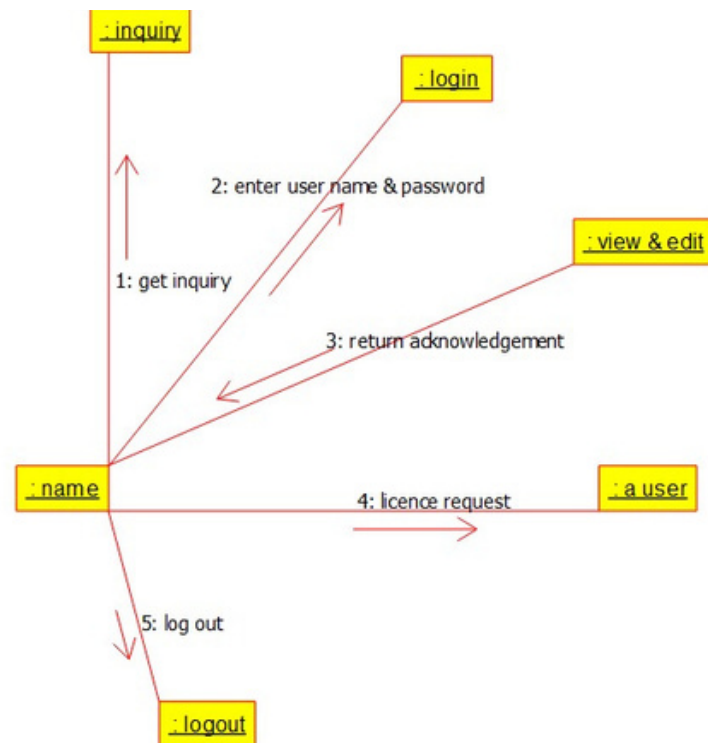 : inquiry
: login
2: enter user name & password
: view & edit
1: get inquiry
3: return acknowledgement
: name
4: licence request
: a user
5: log out
: logout